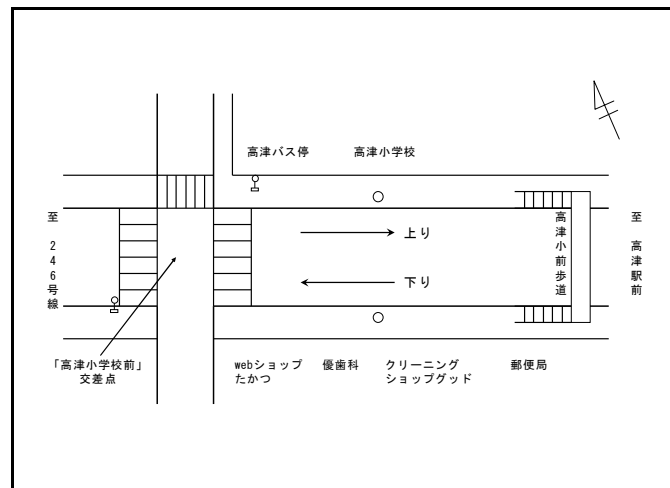 高津バス停
高津小学校
至 246号線
上り
下り
高津小前歩道
至 高津駅前
「高津小学校前」
交差点
webショップ
たかつ
優歯科
クリーニング
ショップグッド
郵便局